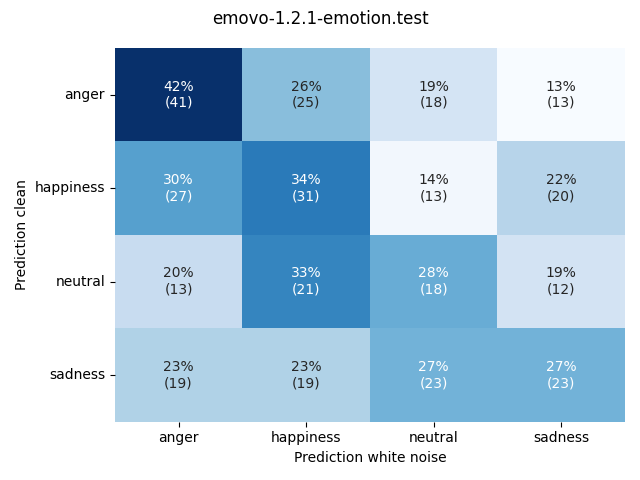 emovo-1.2.1-emotion.test
Prediction clean
anger
42%
(41)
26%
(25)
19%
(18)
13%
(13)
happiness
30%
(27)
34%
(31)
14%
(13)
22%
(20)
neutral
20%
(13)
33%
(21)
28%
(18)
19%
(12)
sadness
23%
(19)
23%
(19)
27%
(23)
27%
(23)
anger
happiness
neutral
sadness
Prediction white noise